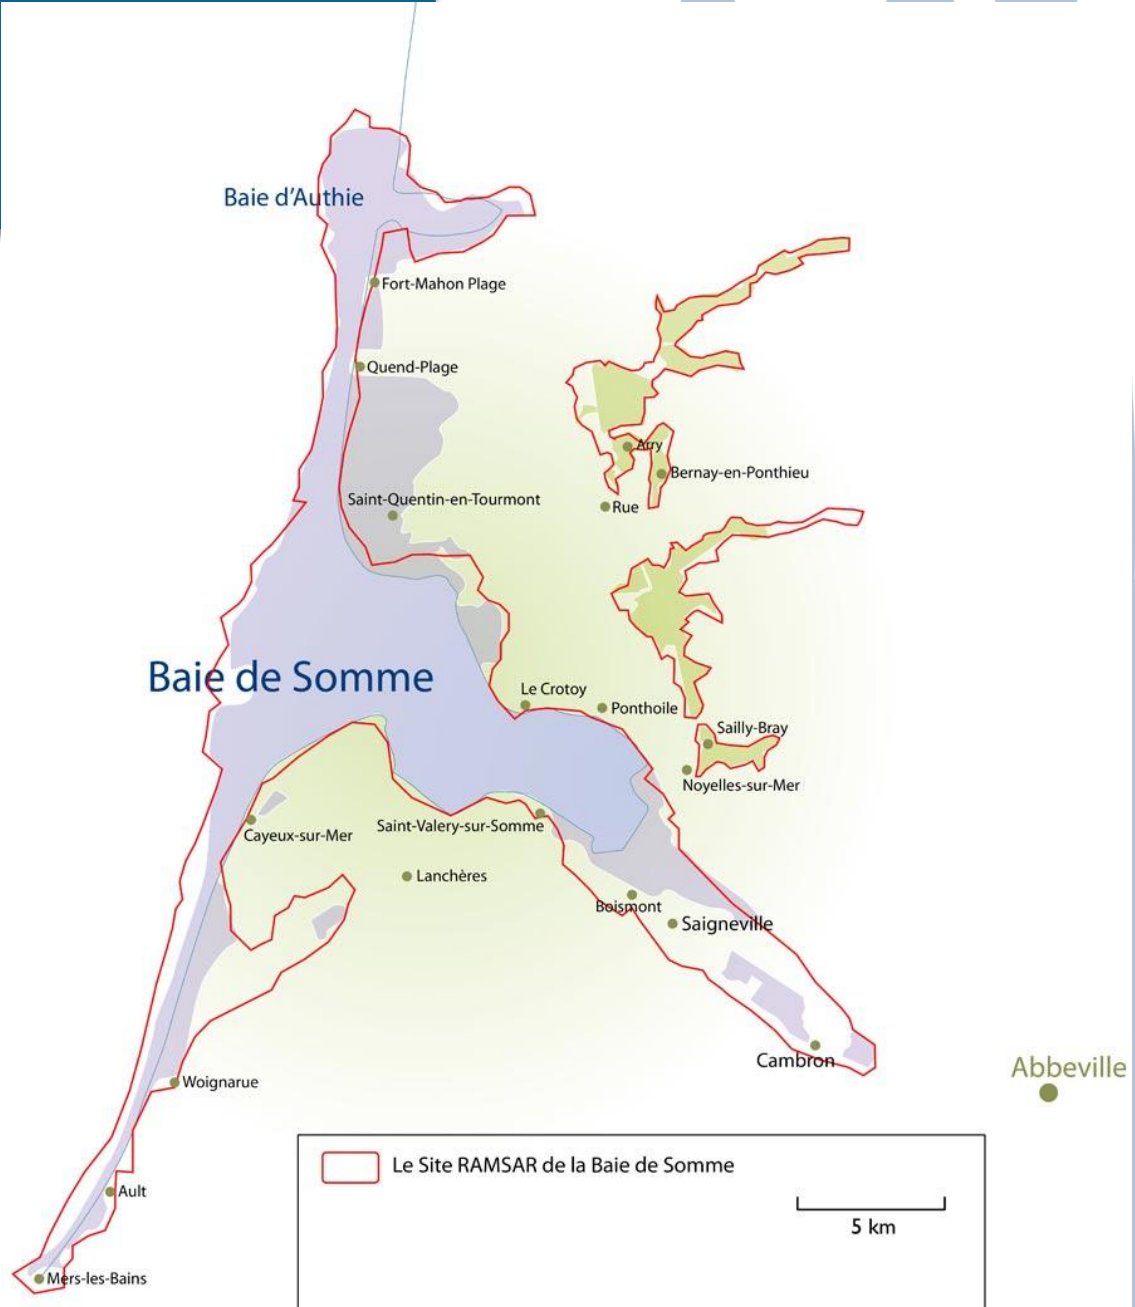 Baie d'Authie
Fort-Mahon Plage
Quend-Plage
Arry
Bernay-en-Ponthieu
Saint-Quentin-en-Tourmont
Rue
Baie de Somme
Le Crotoy
Ponthoile
Sailly-Bray
Noyelles-sur-Mer
Cayeux-sur-Mer
Saint-Valery-sur-Somme
Lanchères
Boismont
Saigneville
Cambron
Abbeville
Woignarue
Le Site RAMSAR de la Baie de Somme
Ault
5 km
Mers-les-Bains